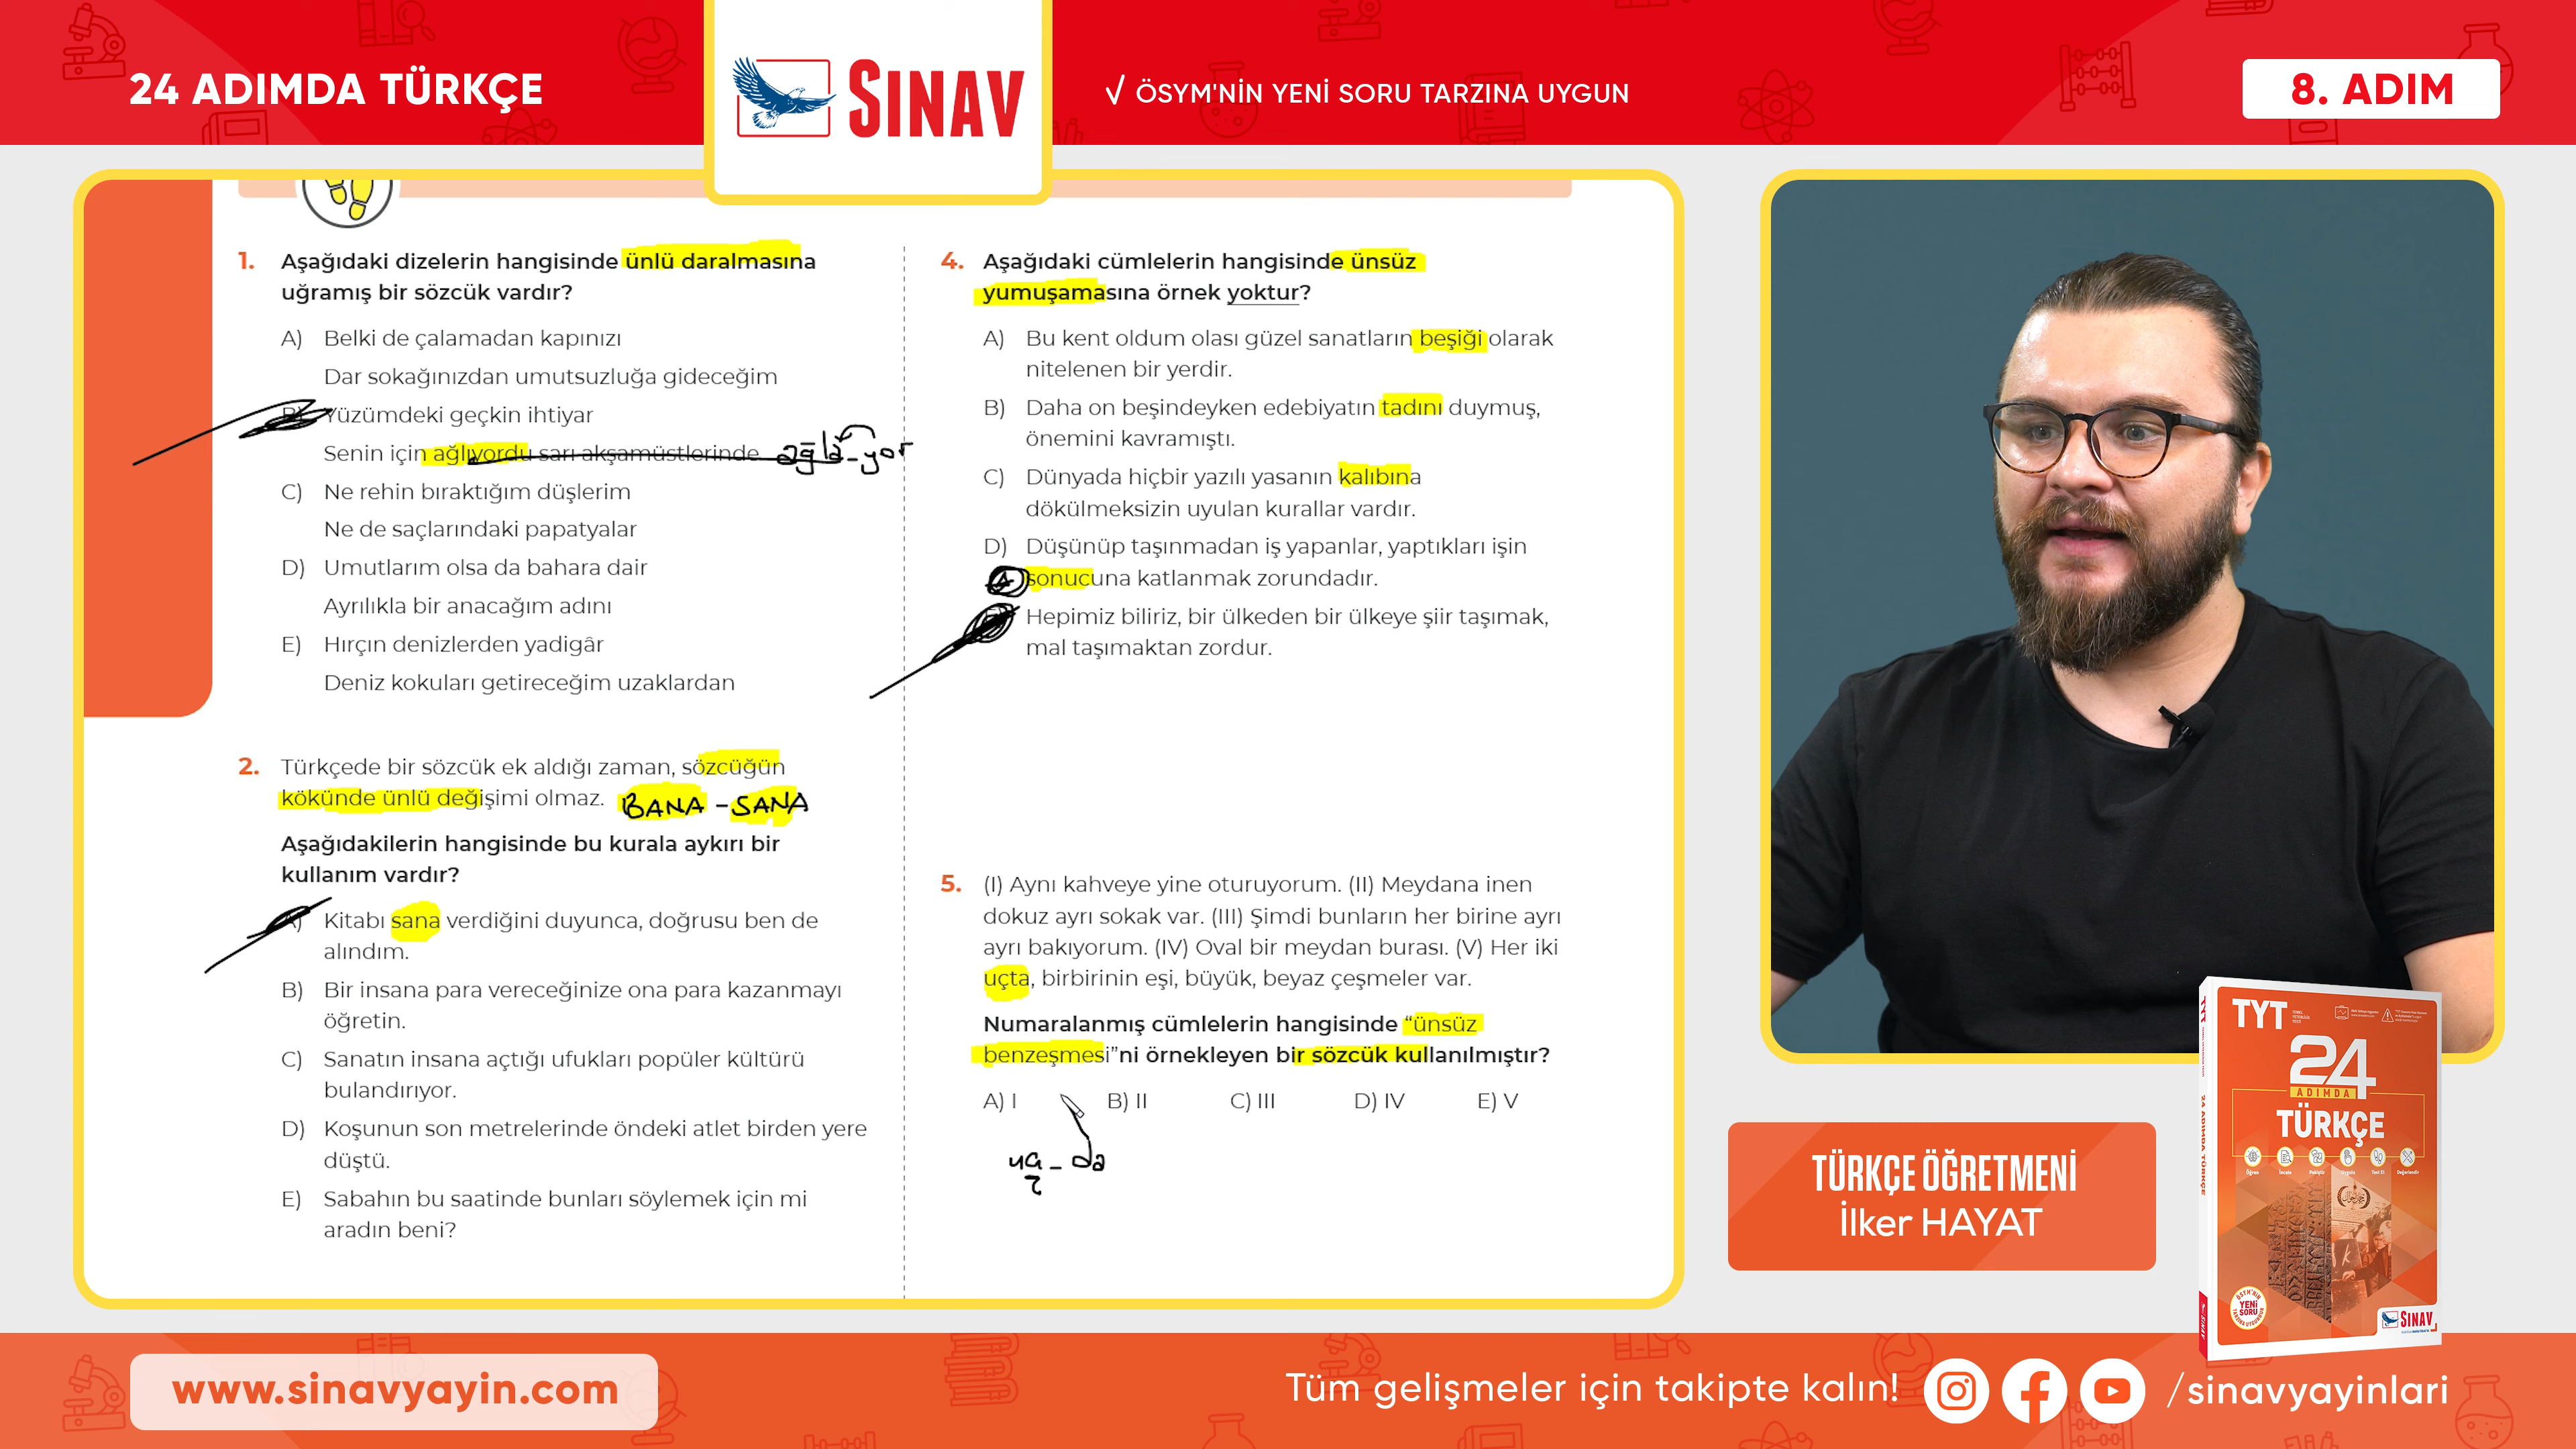 24 ADIMDA TÜRKÇE
SINAV
√ ÖSYM'NİN YENİ SORU TARZINA UYGUN
8. ADIM
1. Aşağıdaki dizelerin hangisinde ünlü daralmasına
uğramış bir sözcük vardır?
A) Belki de çalamadan kapınızı
Dar sokağınızdan umutsuzluğa gideceğim
B) Yüzümdeki geçkin ihtiyar
Senin için ağlıyordu sarı akşamüstlerinde ağla-yor
C) Ne rehin bıraktığım düşlerim
Ne de saçlarındaki papatyalar
D) Umutlarım olsa da bahara dair
Ayrılıkla bir anacağım adını
E) Hırçın denizlerden yadigâr
Deniz kokuları getireceğim uzaklardan
2. Türkçede bir sözcük ek aldığı zaman, sözcüğün
kökünde ünlü değişimi olmaz. BANA – SANA
Aşağıdakilerin hangisinde bu kurala aykırı bir
kullanım vardır?
A) Kitabı sana verdiğini duyunca, doğrusu ben de
alındım.
B) Bir insana para vereceğinize ona para kazanmayı
öğretin.
C) Sanatın insana açtığı ufukları popüler kültürü
bulandırıyor.
D) Koşunun son metrelerinde öndeki atlet birden yere
düştü.
E) Sabahın bu saatinde bunları söylemek için mi
aradın beni?
4. Aşağıdaki cümlelerin hangisinde ünsüz
yumuşamasına örnek yoktur?
A) Bu kent oldum olası güzel sanatların beşiği olarak
nitelenen bir yerdir.
B) Daha on beşindeyken edebiyatın tadını duymuş,
önemini kavramıştı.
C) Dünyada hiçbir yazılı yasanın kalıbına
dökülmeksizin uyulan kurallar vardır.
D) Düşünüp taşınmadan iş yapanlar, yaptıkları işin
sonucuna katlanmak zorundadır.
Hepimiz biliriz, bir ülkeden bir ülkeye şiir taşımak,
mal taşımaktan zordur.
5. (I) Aynı kahveye yine oturuyorum. (II) Meydana inen
dokuz ayrı sokak var. (III) Şimdi bunların her birine ayrı
ayrı bakıyorum. (IV) Oval bir meydan burası. (V) Her iki
uçta, birbirinin eşi, büyük, beyaz çeşmeler var.
Numaralanmış cümlelerin hangisinde “ünsüz
benzeşmesi”ni örnekleyen bir sözcük kullanılmıştır?
A) I B) II C) III D) IV E) V
uç – da
TÜRKÇE ÖĞRETMENİ
İlker HAYAT
TYT
24
ADIMDA
TÜRKÇE
YENİ
SORU
SINAV
www.sinavyayin.com
Tüm gelişmeler için takipte kalın!
/sinavyayinlari